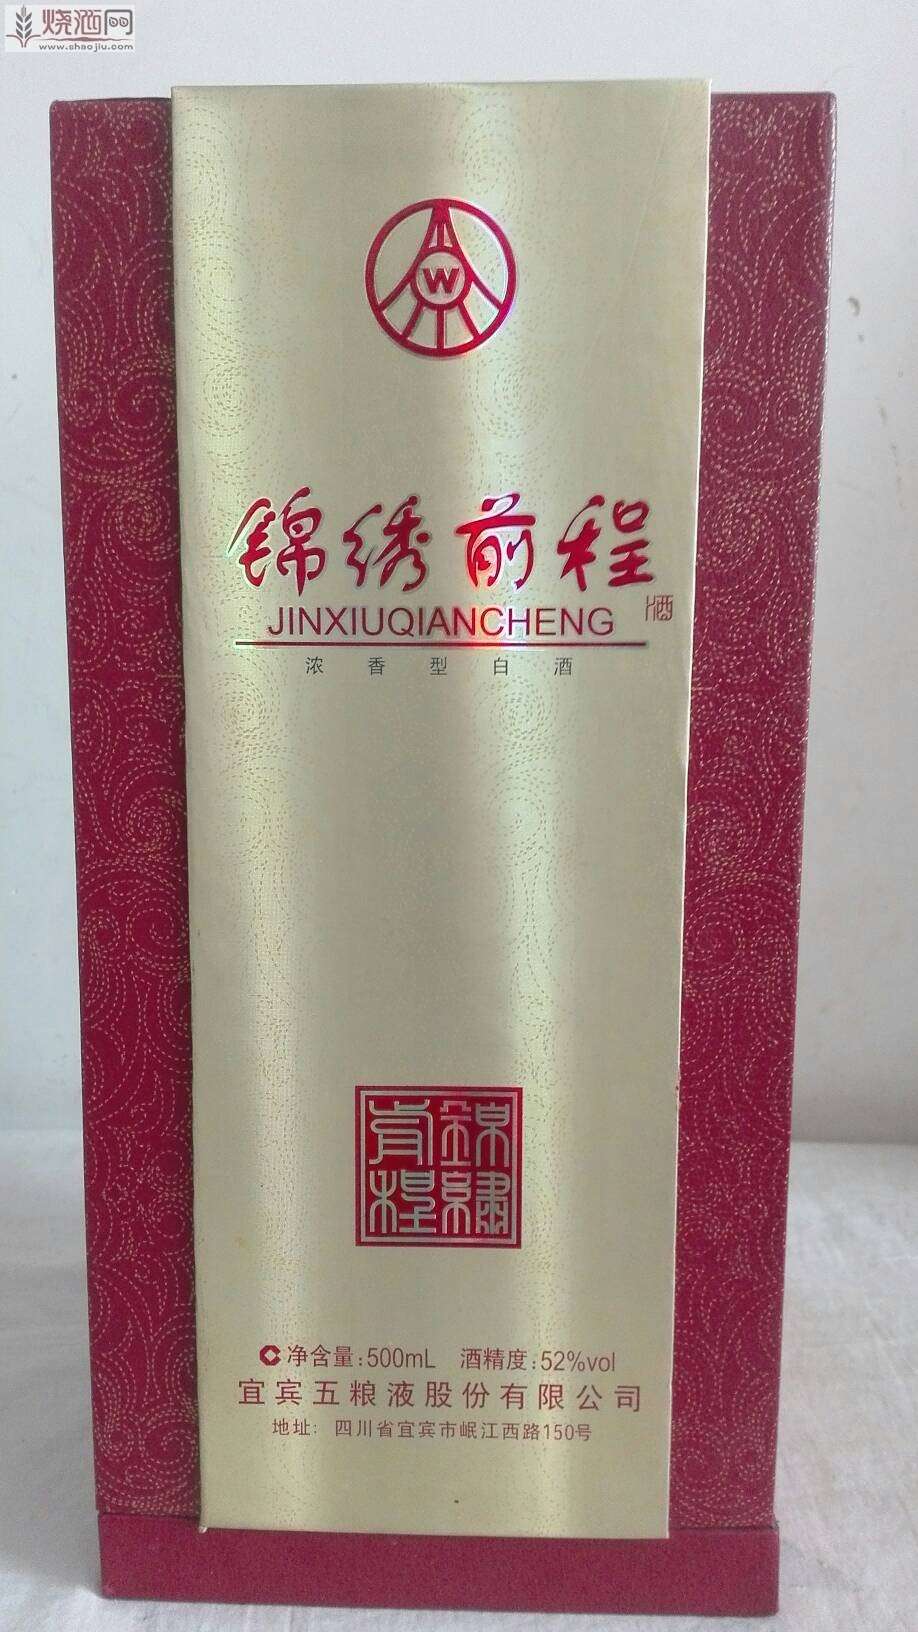 烧酒网
www.shaojiu.com
W
锦绣前程
酒
JINXIUQIANCHENG
浓香型白酒
錦繡
前程
净含量:500mL 酒精度:52%vol
宜宾五粮液股份有限公司
地址: 四川省宜宾市岷江西路150号